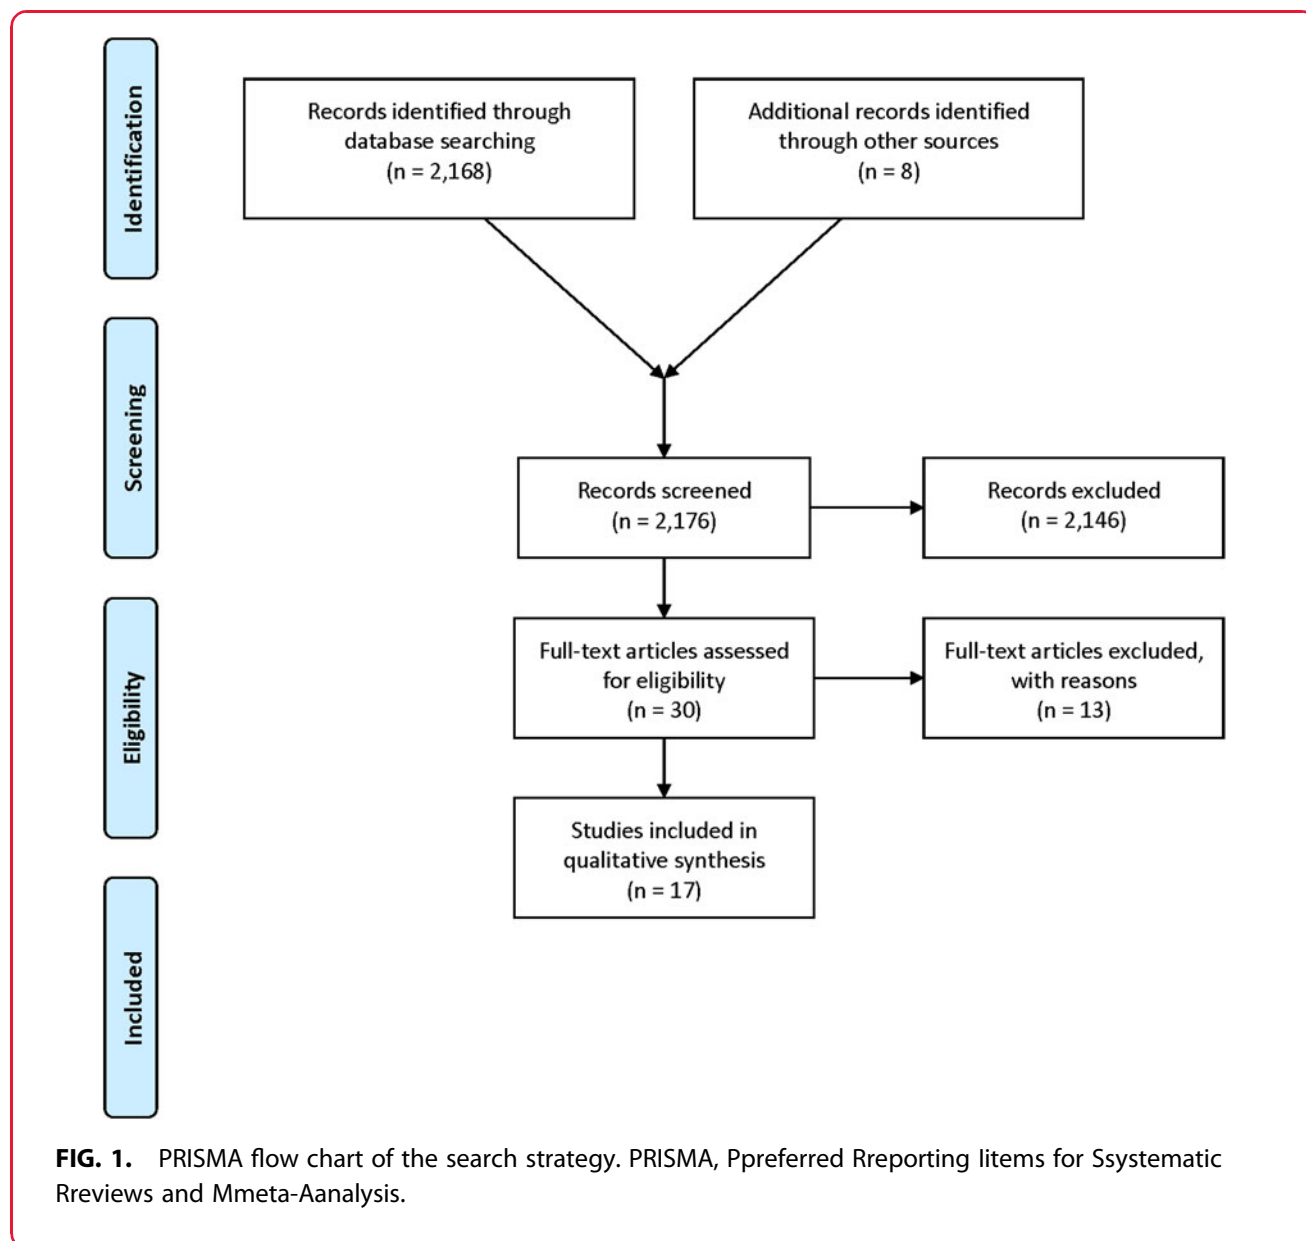 Identification
Records identified through
database searching
(n = 2,168)
Additional records identified
through other sources
(n = 8)
Screening
Records screened
(n = 2,176)
Records excluded
(n = 2,146)
Eligibility
Full-text articles assessed
for eligibility
(n = 30)
Full-text articles excluded,
with reasons
(n = 13)
Studies included in
qualitative synthesis
(n = 17)
Included
FIG. 1. PRISMA flow chart of the search strategy. PRISMA, Ppreferred Rreporting Iitems for Ssystematic
Rreviews and Mmeta-Aanalysis.